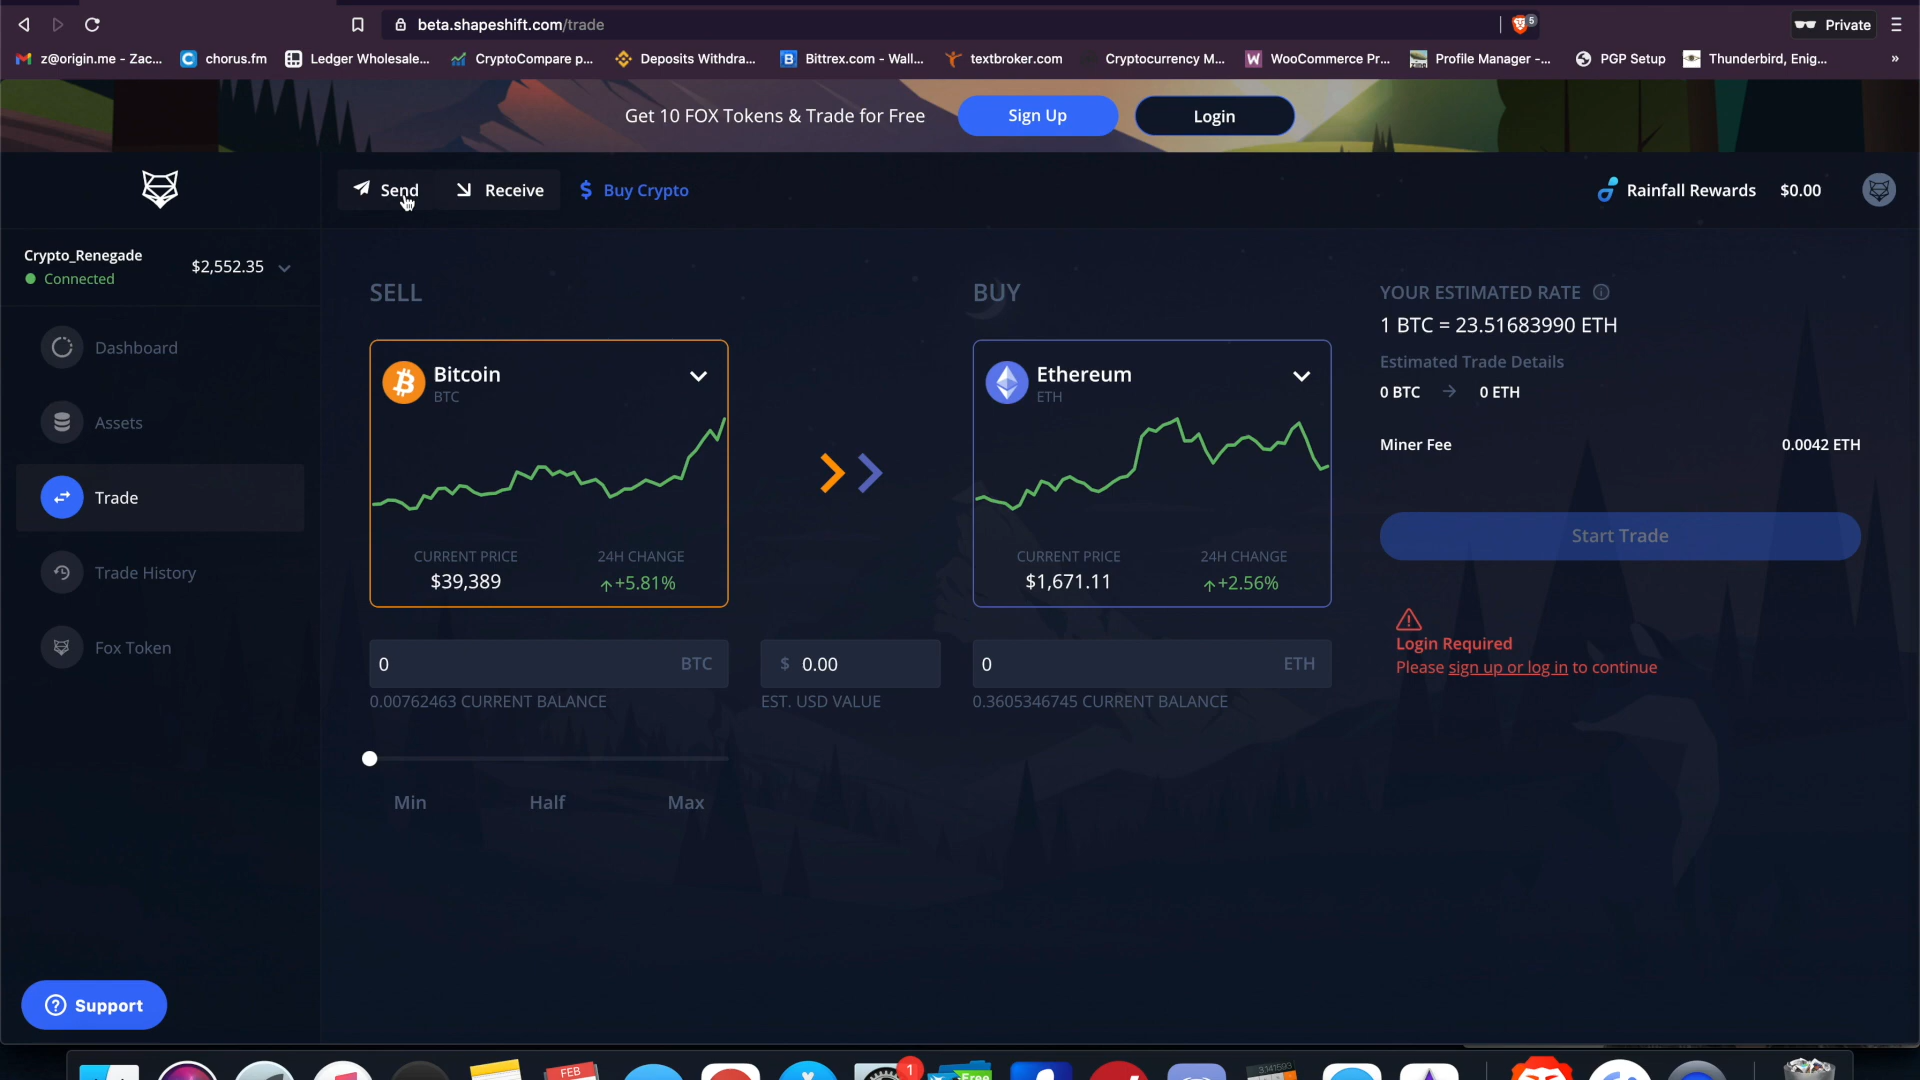 beta.shapeshift.com/trade
5
Private
z@origin.me - Zac...
chorus.fm
Ledger Wholesale...
CryptoCompare p...
Deposits Withdra...
Bittrex.com - Wall...
textbroker.com
Cryptocurrency M...
WooCommerce Pr...
Profile Manager -...
PGP Setup
Thunderbird, Enig...
»
Get 10 FOX Tokens & Trade for Free
Sign Up
Login
Send
Receive
$ Buy Crypto
Rainfall Rewards $0.00
Crypto_Renegade
Connected
$2,552.35
Dashboard
Assets
Trade
Trade History
Fox Token
Support
SELL
Bitcoin
BTC
CURRENT PRICE
$39,389
24H CHANGE
+5.81%
0 BTC
0.00762463 CURRENT BALANCE
$ 0.00
EST. USD VALUE
Min
Half
Max
BUY
Ethereum
ETH
CURRENT PRICE
$1,671.11
24H CHANGE
+2.56%
0 ETH
0.3605346745 CURRENT BALANCE
YOUR ESTIMATED RATE
1 BTC = 23.51683990 ETH
Estimated Trade Details
0 BTC → 0 ETH
Miner Fee 0.0042 ETH
Start Trade
Login Required
Please sign up or log in to continue
FEB
1
Free
3.141593